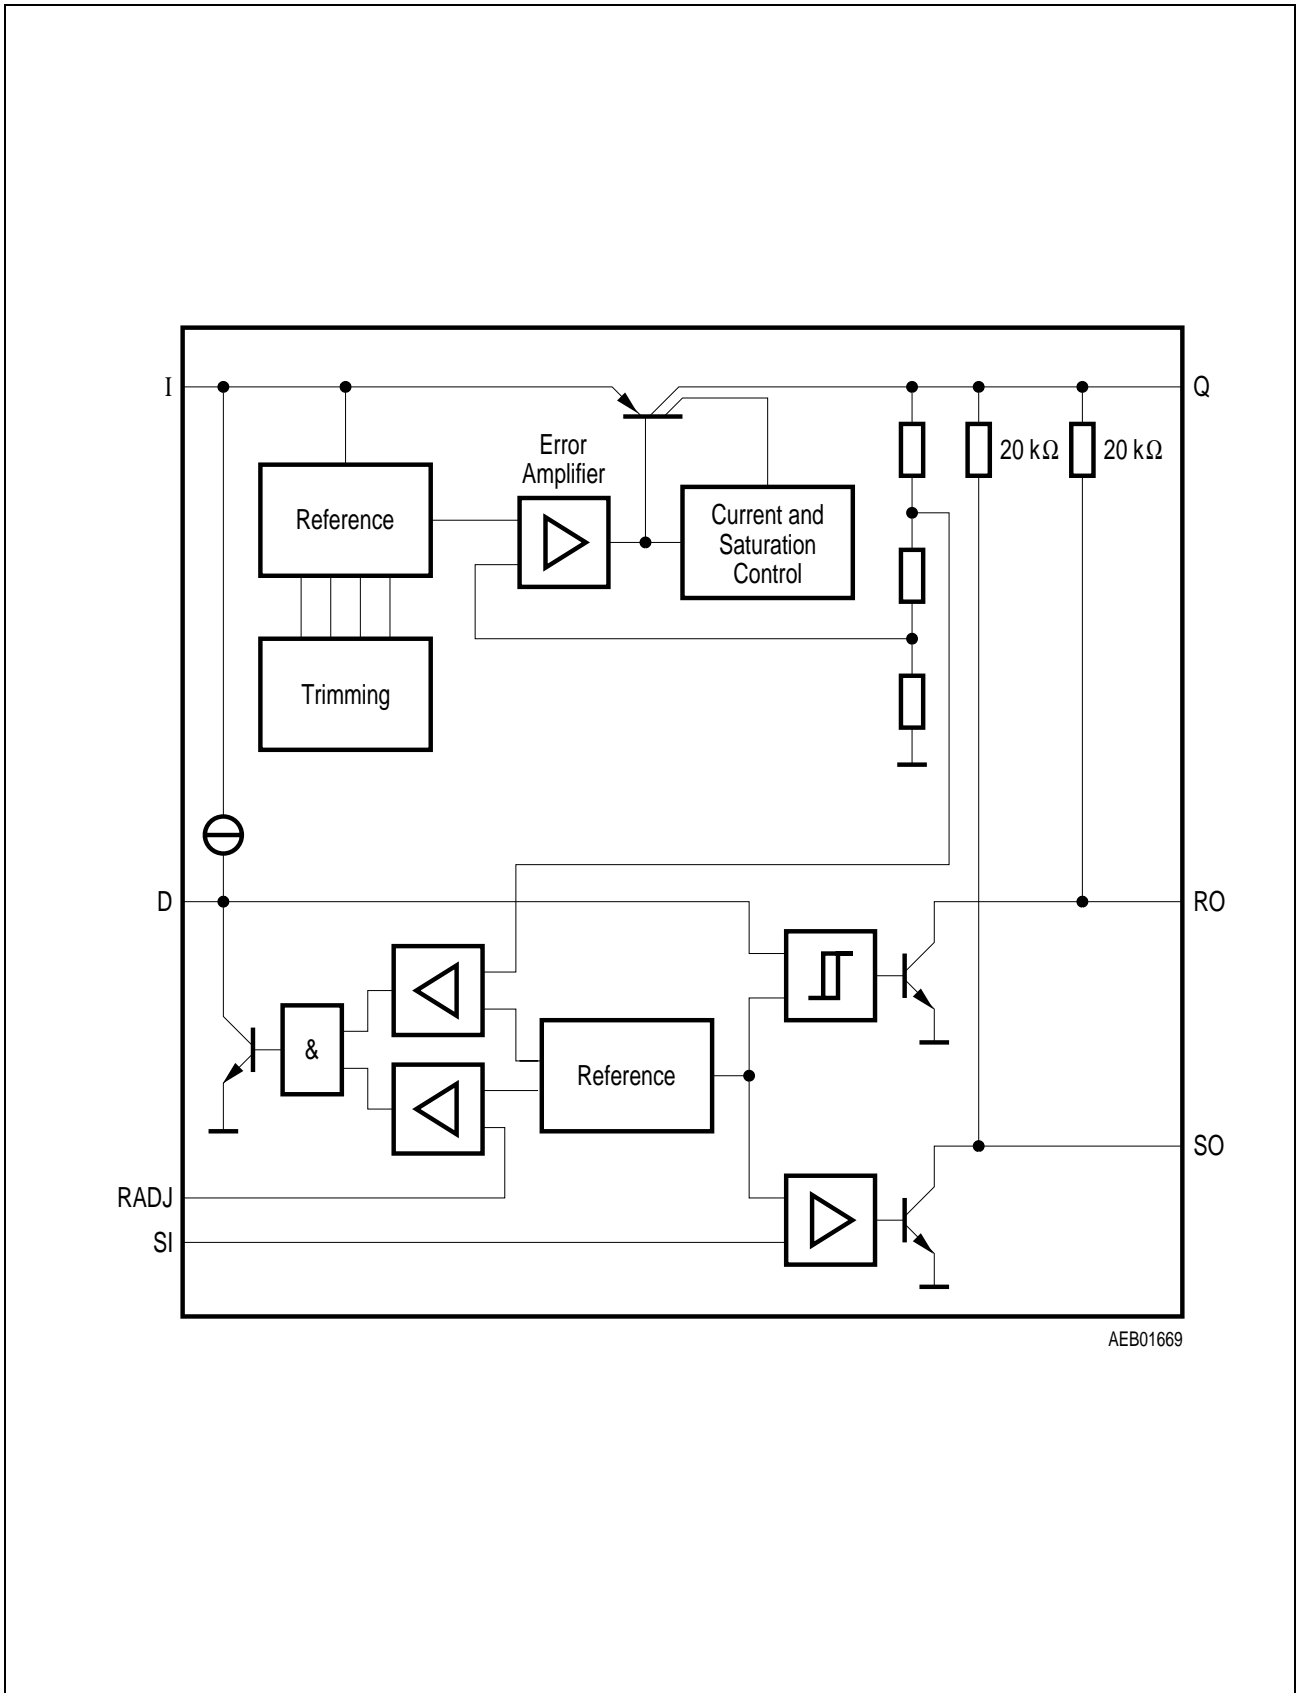 I
Q
Error
Amplifier
20 kΩ
20 kΩ
Reference
Current and
Saturation
Control
Trimming
D
RO
&
Reference
SO
RADJ
SI
AEB01669